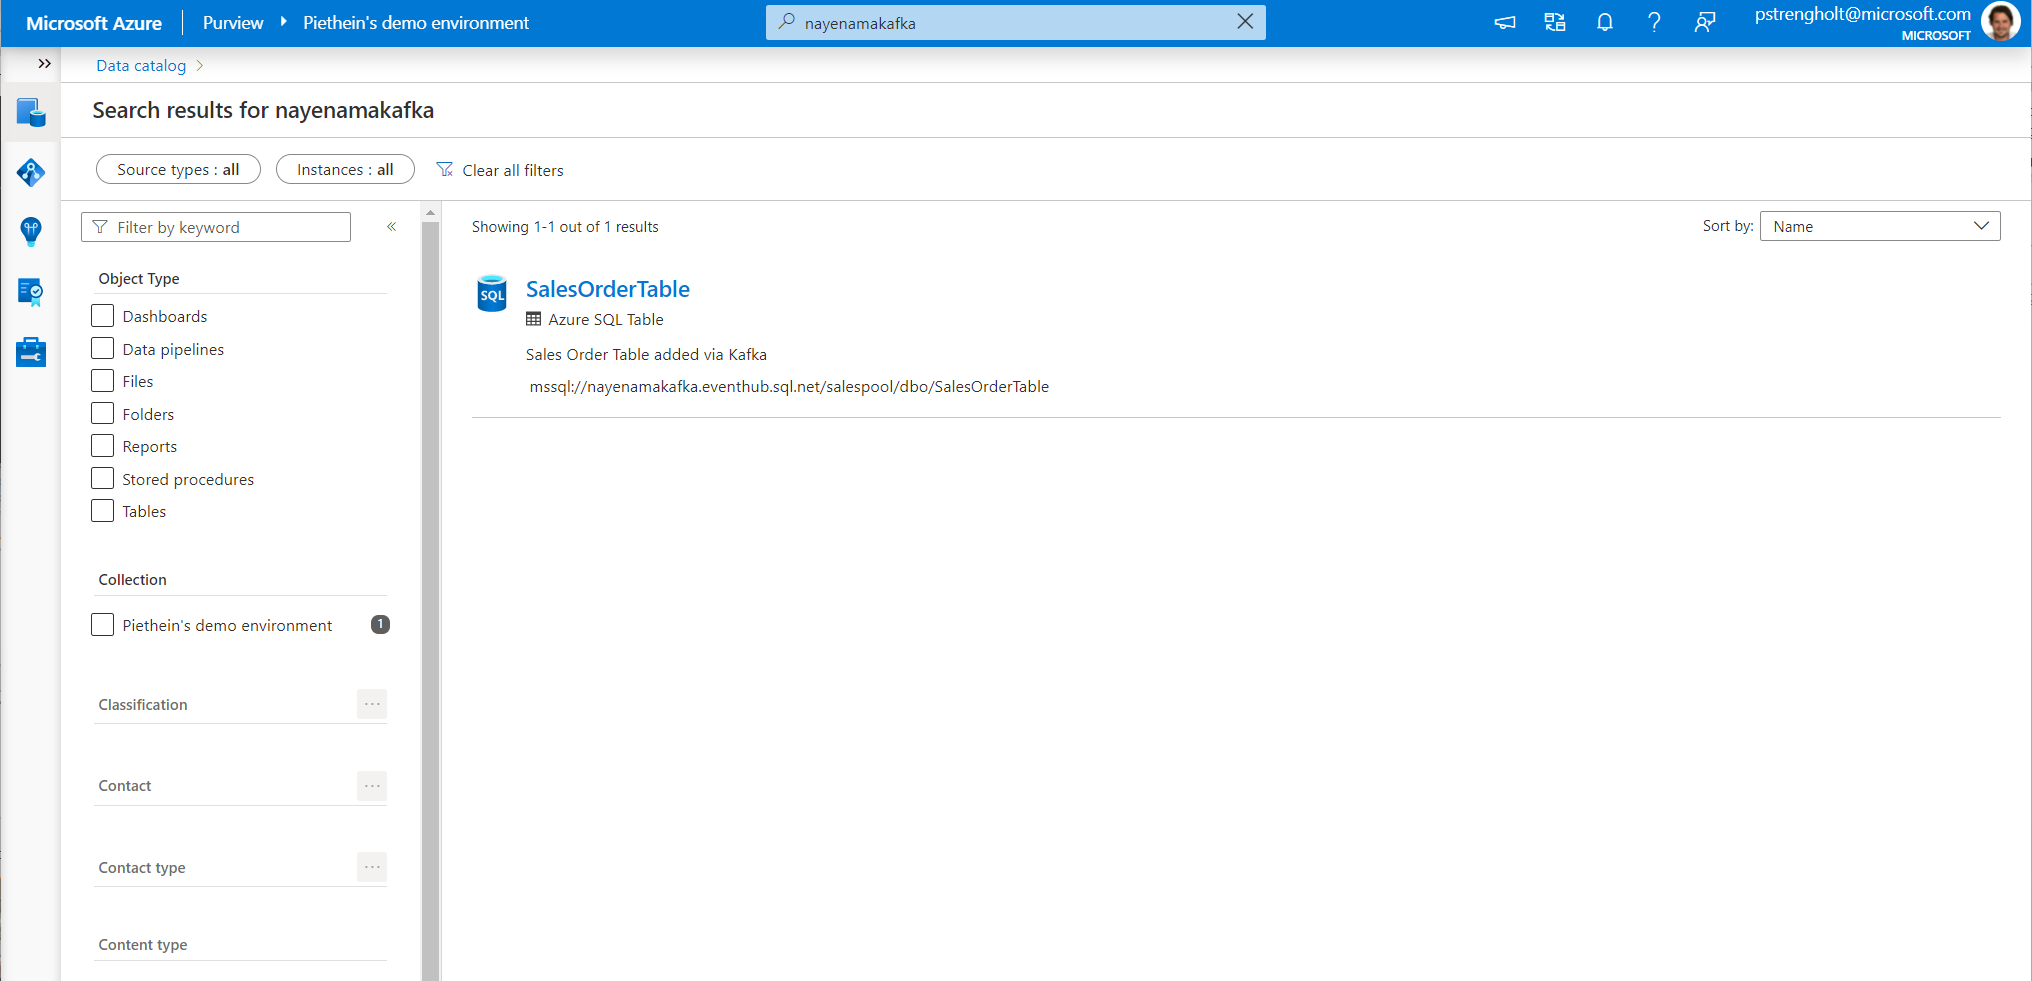 Microsoft Azure Purview Piethein's demo environment nayenamakafka pstrengholt@microsoft.com
MICROSOFT
Data catalog
Search results for nayenamakafka
Source types : all Instances : all Clear all filters
Filter by keyword
Object Type
Dashboards
Data pipelines
Files
Folders
Reports
Stored procedures
Tables
Collection
Piethein's demo environment 1
Classification
Contact
Contact type
Content type
Showing 1-1 out of 1 results Sort by: Name
SQL SalesOrderTable
Azure SQL Table
Sales Order Table added via Kafka
mssql://nayenamakafka.eventhub.sql.net/salespool/dbo/SalesOrderTable